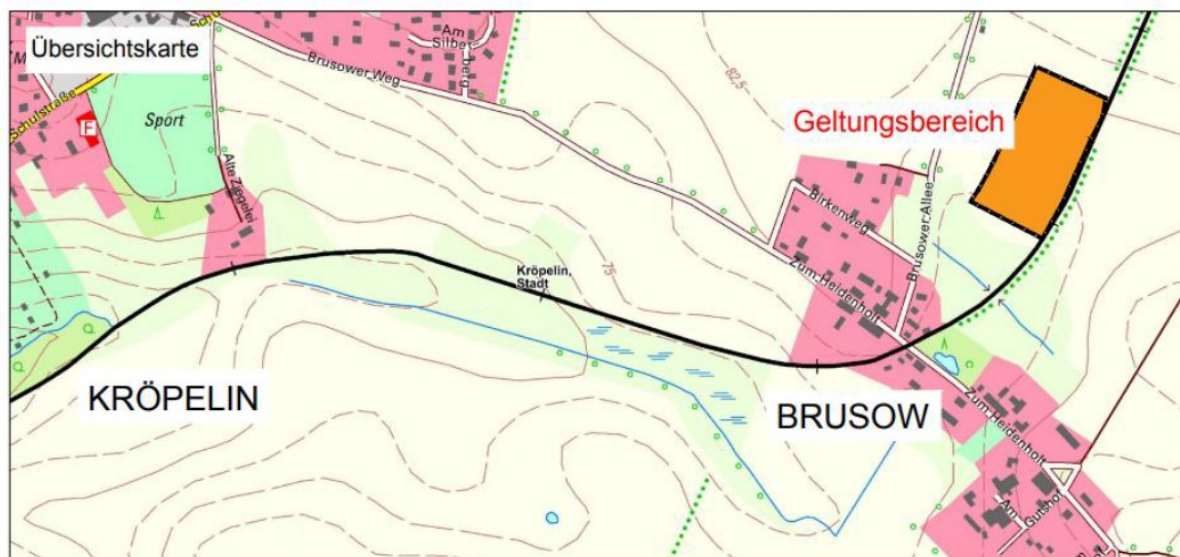 Übersichtskarte
Schulstraße
F
Sport
Alte Ziegelei
Brusower Weg
Am
Silber
berg
82,5
Geltungsbereich
Birkenweg
Brusower Allee
Zum Heidenholt
Kröpelin,
Stadt
75
KRÖPELIN
BRUSOW
Zum Heidenholt
Am
Gutshof